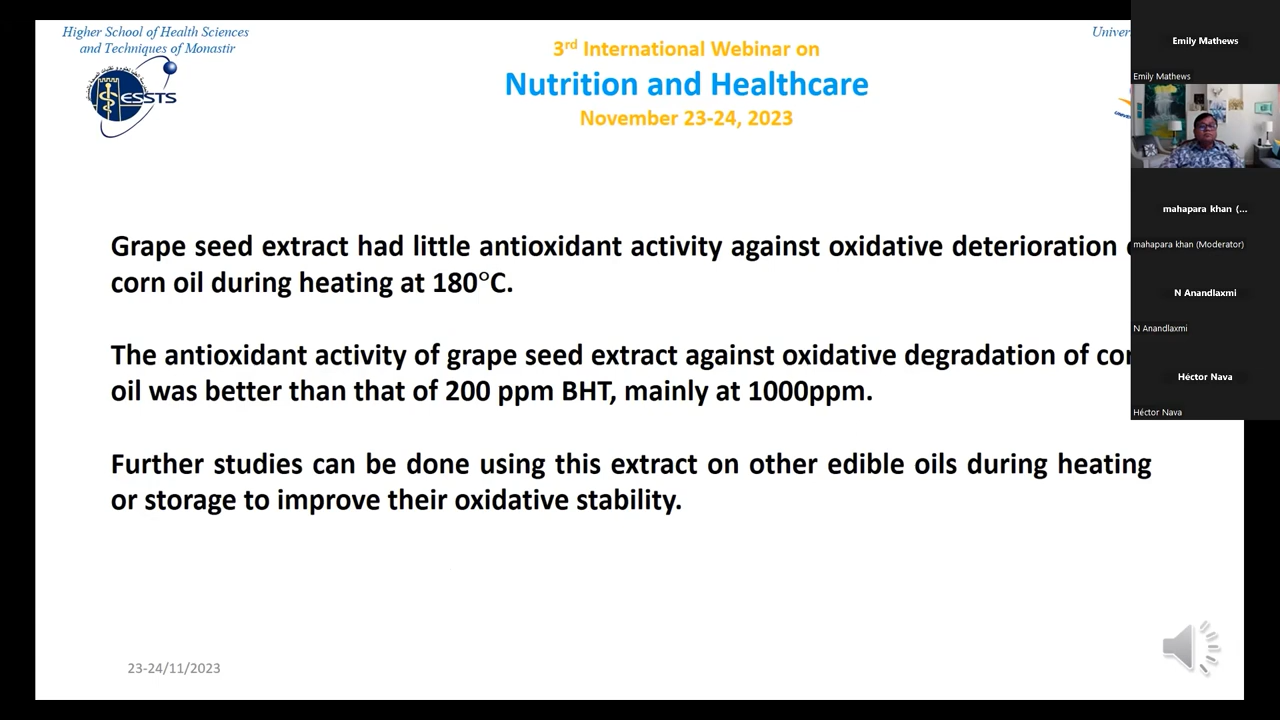 Higher School of Health Sciences
and Techniques of Monastir
ESSTS
3rd International Webinar on
Nutrition and Healthcare
November 23-24, 2023
Grape seed extract had little antioxidant activity against oxidative deterioration
corn oil during heating at 180°C.
The antioxidant activity of grape seed extract against oxidative degradation of
oil was better than that of 200 ppm BHT, mainly at 1000ppm.
Further studies can be done using this extract on other edible oils during heating
or storage to improve their oxidative stability.
23-24/11/2023
Emily Mathews
Emily Mathews
mahapara khan (...
mahapara khan (Moderator)
N Anandlaxmi
N Anandlaxmi
Héctor Nava
Héctor Nava